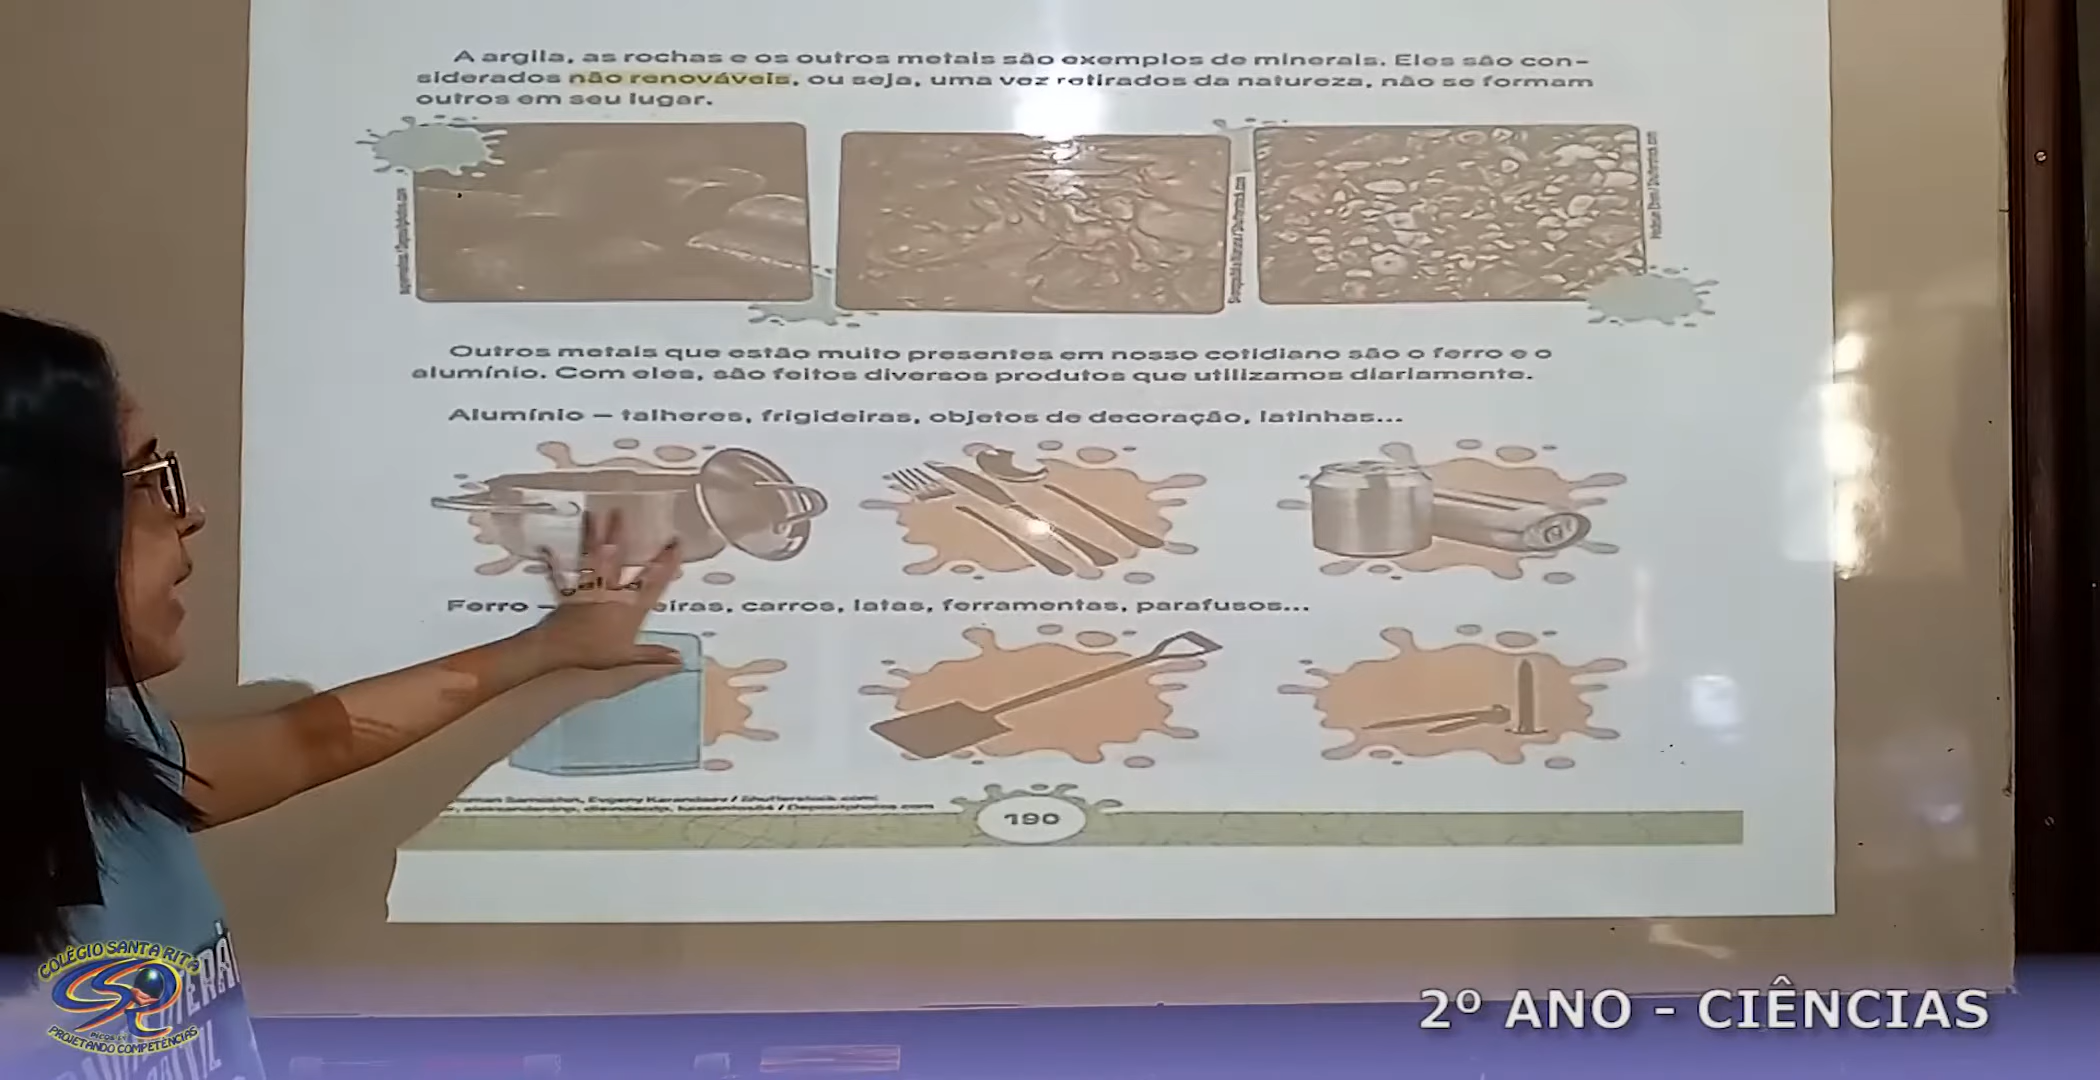 A argila, as rochas e os outros metais são exemplos de minerais. Eles são con-
siderados não renováveis, ou seja, uma vez retirados da natureza, não se formam
outros em seu lugar.
Outros metais que estão muito presentes em nosso cotidiano são o ferro e o
alumínio. Com eles, são feitos diversos produtos que utilizamos diariamente.
Alumínio — talheres, frigideiras, objetos de decoração, latinhas...
Ferro — eiras, carros, latas, ferramentas, parafusos...
190
COLÉGIO SANTA RITA
PROJETANDO COMPETÊNCIAS
2º ANO - CIÊNCIAS